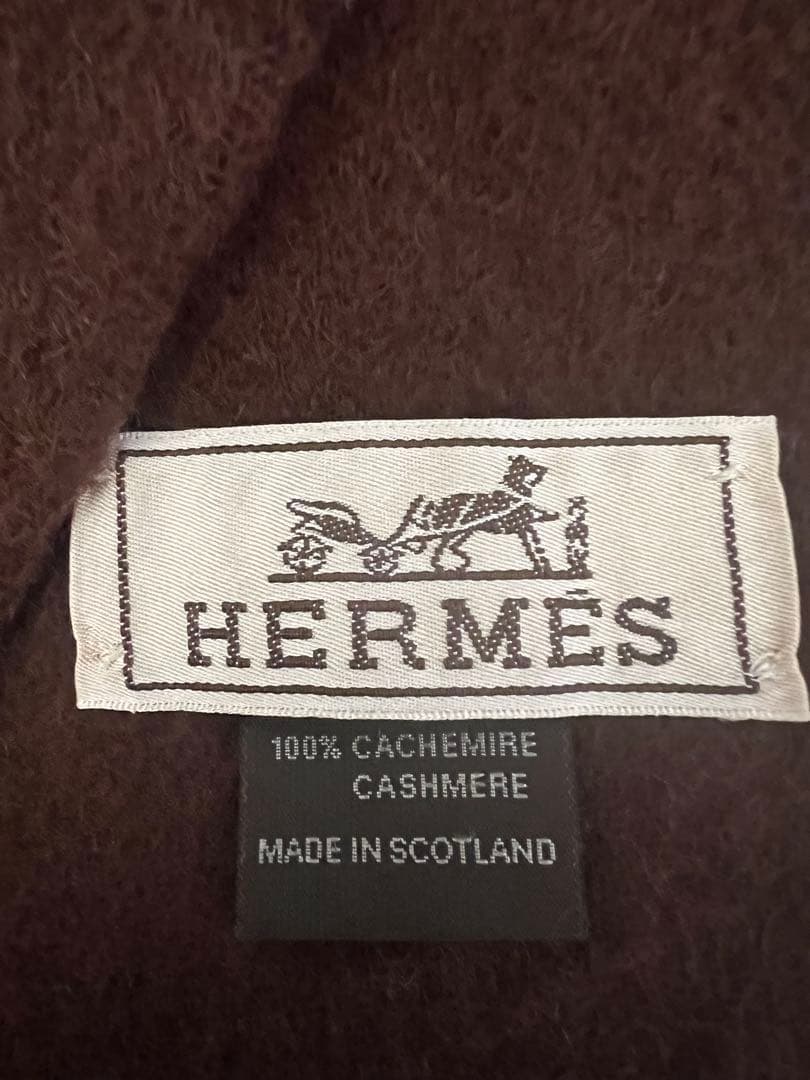 HERMÈS
100% CACHEMIRE
CASHMERE
MADE IN SCOTLAND